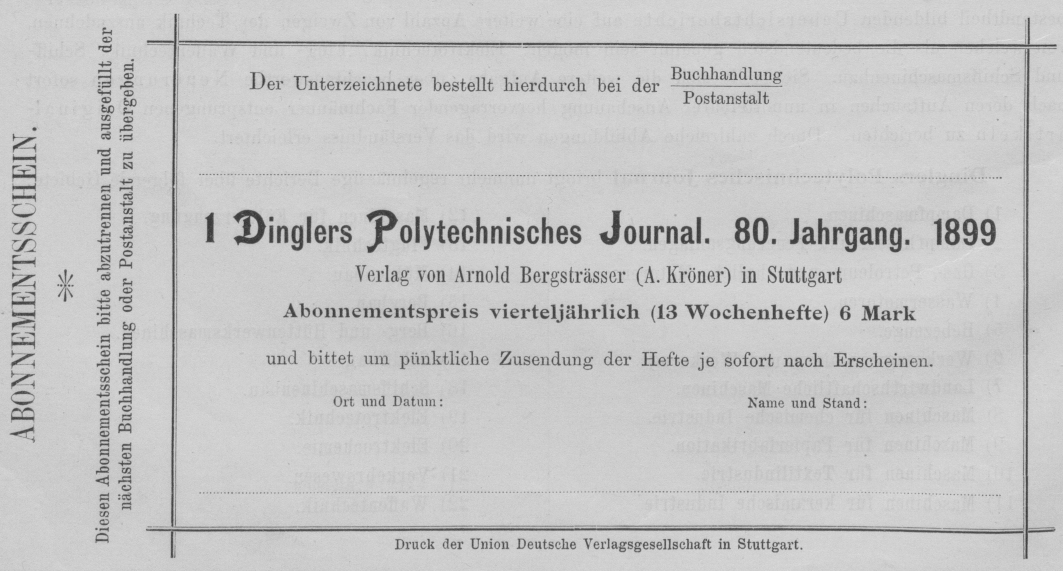 ABONNEMENTSSCHEIN.
Diesen Abonnementsschein bitte abzutrennen und ausgefüllt der
nächsten Buchhandlung oder Postanstalt zu übergeben.
Der Unterzeichnete bestellt hierdurch bei der Buchhandlung
Postanstalt
1 Dinglers Polytechnisches Journal. 80. Jahrgang. 1899
Verlag von Arnold Bergsträsser (A. Kröner) in Stuttgart
Abonnementspreis vierteljährlich (13 Wochenhefte) 6 Mark
und bittet um pünktliche Zusendung der Hefte je sofort nach Erscheinen.
Ort und Datum:
Name und Stand:
Druck der Union Deutsche Verlagsgesellschaft in Stuttgart.